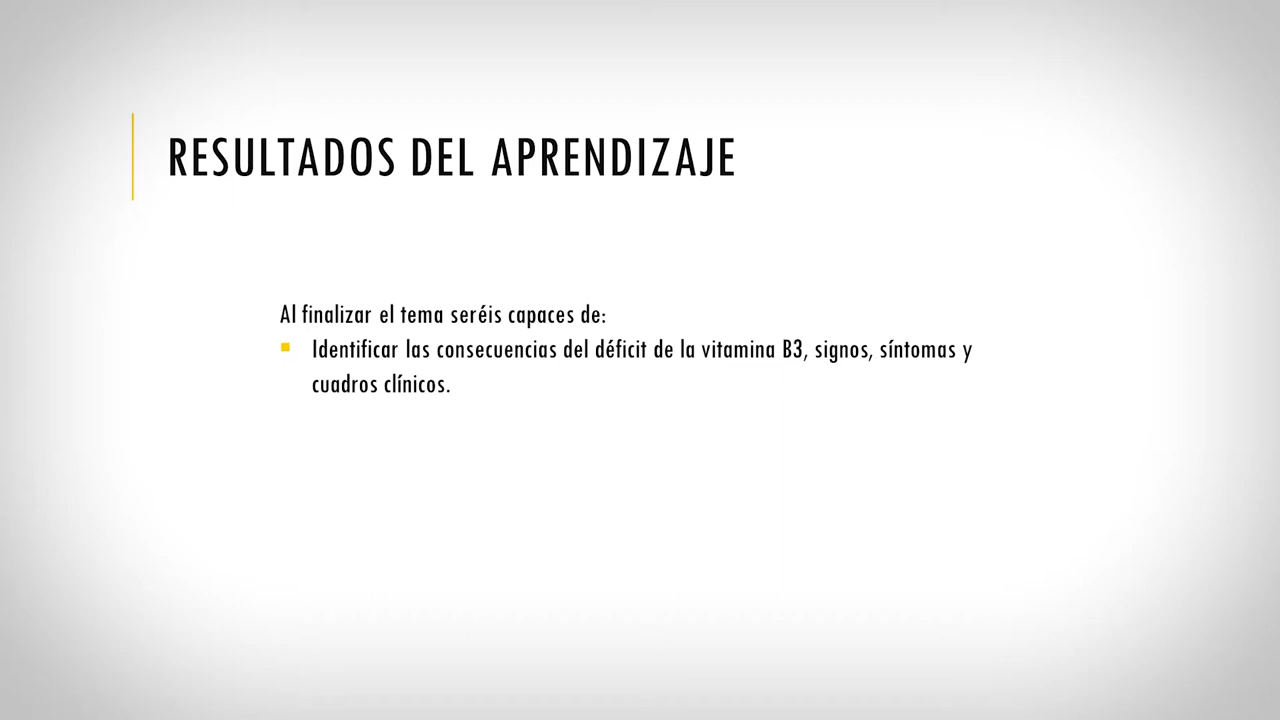 RESULTADOS DEL APRENDIZAJE
Al finalizar el tema seréis capaces de:
Identificar las consecuencias del déficit de la vitamina B3, signos, síntomas y
cuadros clínicos.